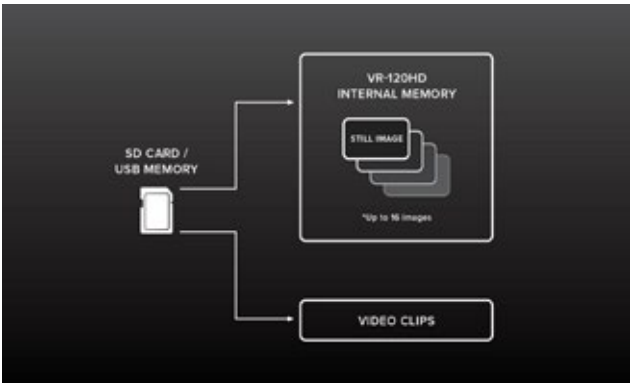 VR-120HD
INTERNAL MEMORY
STILL IMAGE
*Up to 16 images
SD CARD /
USB MEMORY
VIDEO CLIPS